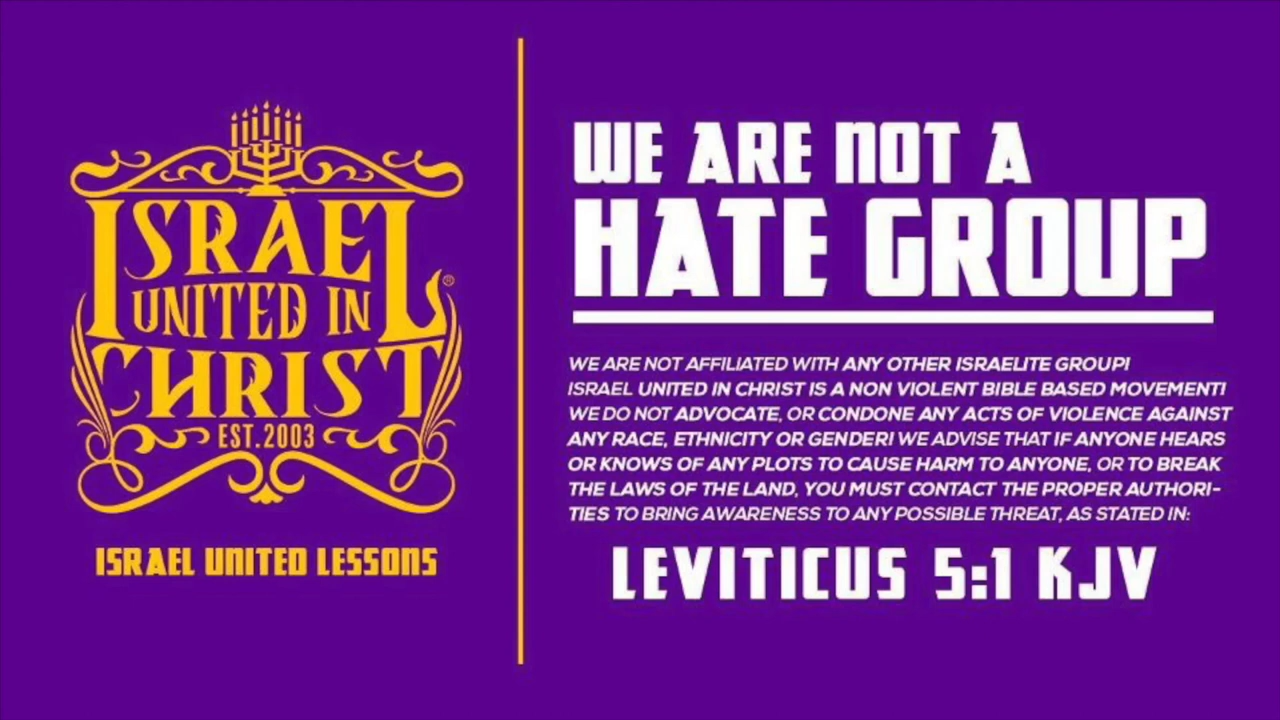 ISRAEL
UNITED IN
CHRIST
EST.2003
ISRAEL UNITED LESSONS
WE ARE NOT A
HATE GROUP
WE ARE NOT AFFILIATED WITH ANY OTHER ISRAELITE GROUP!
ISRAEL UNITED IN CHRIST IS A NON VIOLENT BIBLE BASED MOVEMENT!
WE DO NOT ADVOCATE, OR CONDONE ANY ACTS OF VIOLENCE AGAINST
ANY RACE, ETHNICITY OR GENDER! WE ADVISE THAT IF ANYONE HEARS
OR KNOWS OF ANY PLOTS TO CAUSE HARM TO ANYONE, OR TO BREAK
THE LAWS OF THE LAND, YOU MUST CONTACT THE PROPER AUTHORI-
TIES TO BRING AWARENESS TO ANY POSSIBLE THREAT, AS STATED IN:
LEVITICUS 5:1 KJV